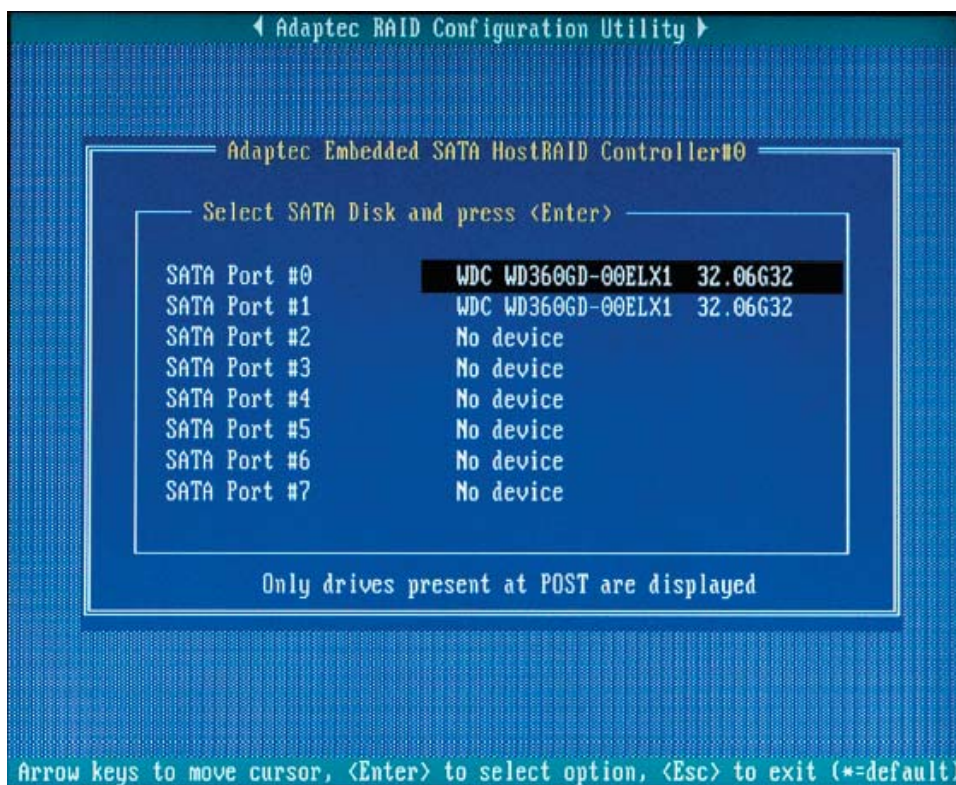 Adaptec RAID Configuration Utility
Adaptec Embedded SATA HostRAID Controller#0
Select SATA Disk and press <Enter>
SATA Port #0 WDC WD360GD-00ELX1 32.06G32
SATA Port #1 WDC WD360GD-00ELX1 32.06G32
SATA Port #2 No device
SATA Port #3 No device
SATA Port #4 No device
SATA Port #5 No device
SATA Port #6 No device
SATA Port #7 No device
Only drives present at POST are displayed
Arrow keys to move cursor, <Enter> to select option, <Esc> to exit (*=default)